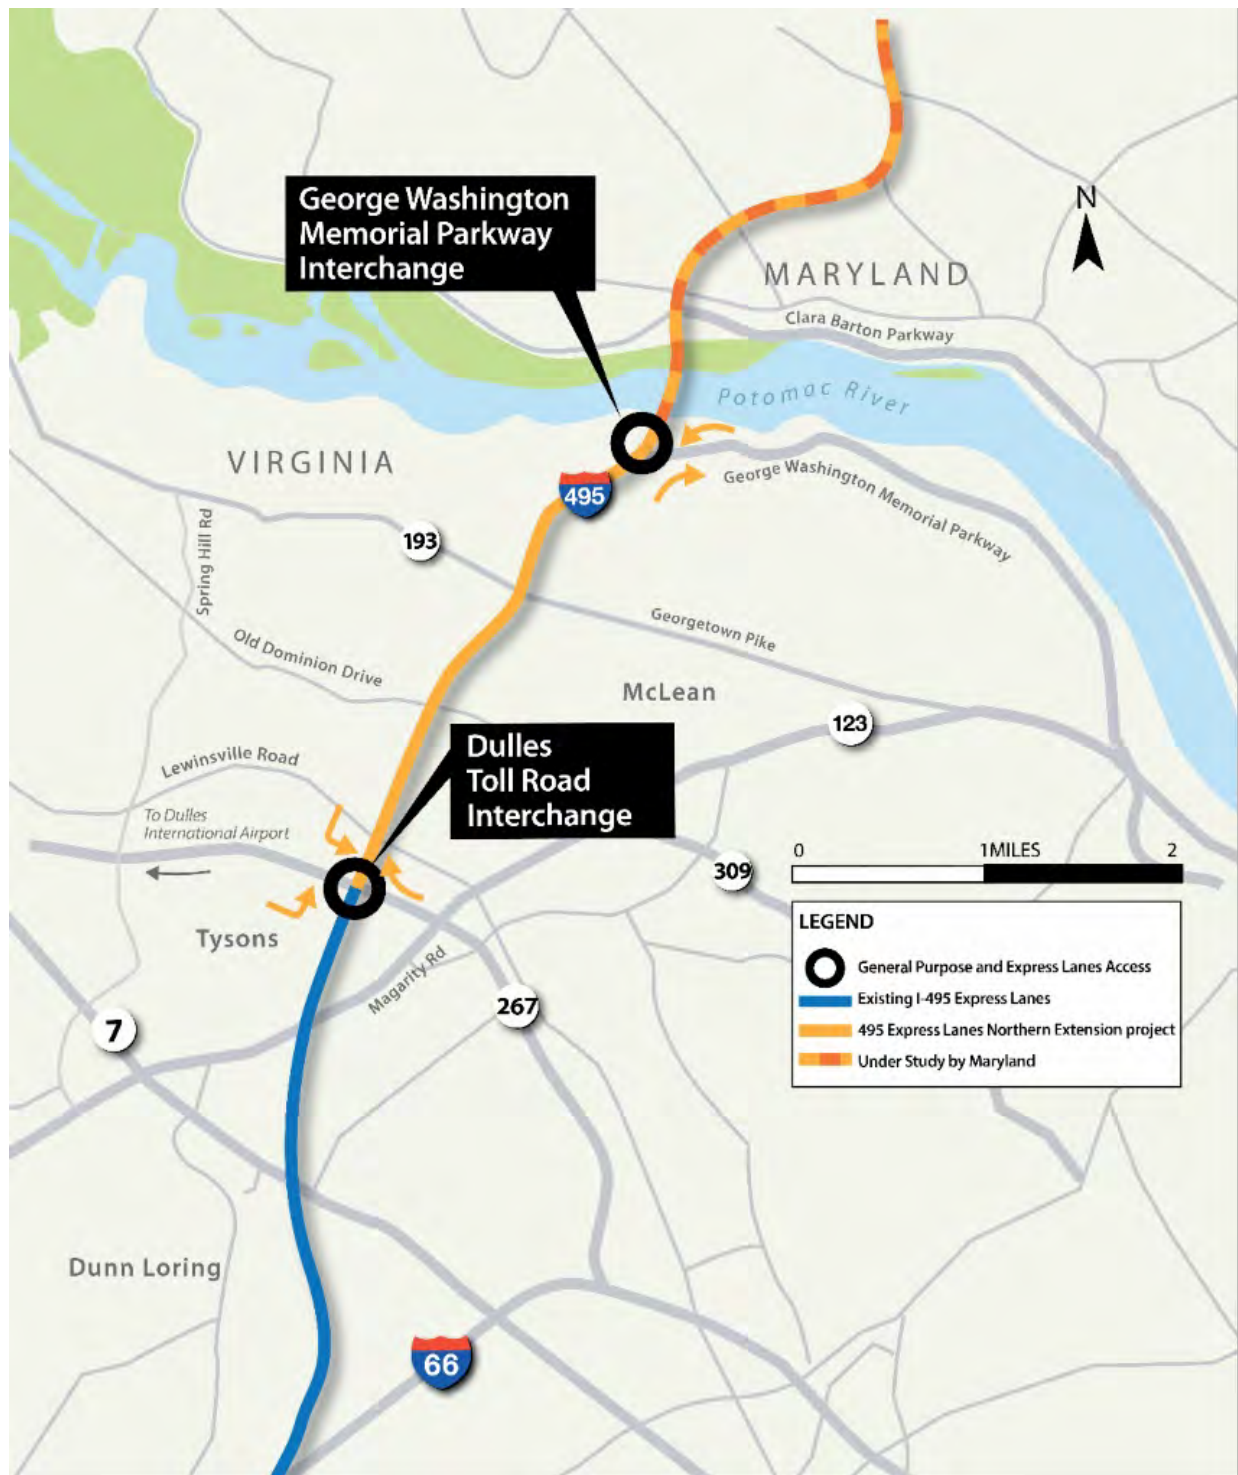 N
George Washington
Memorial Parkway
Interchange
MARYLAND
Clara Barton Parkway
Potomac River
VIRGINIA
495
George Washington Memorial Parkway
193
Spring Hill Rd
Georgetown Pike
Old Dominion Drive
McLean
123
Dulles
Toll Road
Interchange
Lewinsville Road
To Dulles
International Airport
0 1 MILES 2
309
LEGEND
General Purpose and Express Lanes Access
Existing I-495 Express Lanes
495 Express Lanes Northern Extension project
Under Study by Maryland
Tysons
Magarity Rd
267
7
Dunn Loring
66